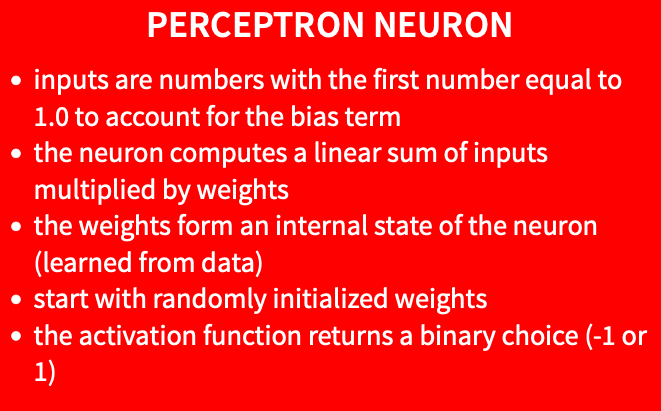 PERCEPTRON NEURON
• inputs are numbers with the first number equal to
1.0 to account for the bias term
• the neuron computes a linear sum of inputs
multiplied by weights
• the weights form an internal state of the neuron
(learned from data)
• start with randomly initialized weights
• the activation function returns a binary choice (-1 or
1)